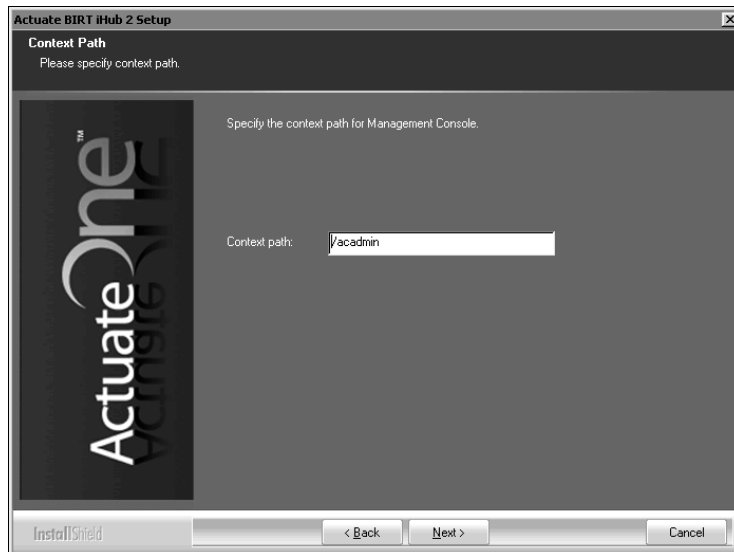 Actuate BIRT iHub 2 Setup
Context Path
Please specify context path.
Specify the context path for Management Console.
Context path:
/acadmin
ActuateOne™
InstallShield
< Back
Next >
Cancel